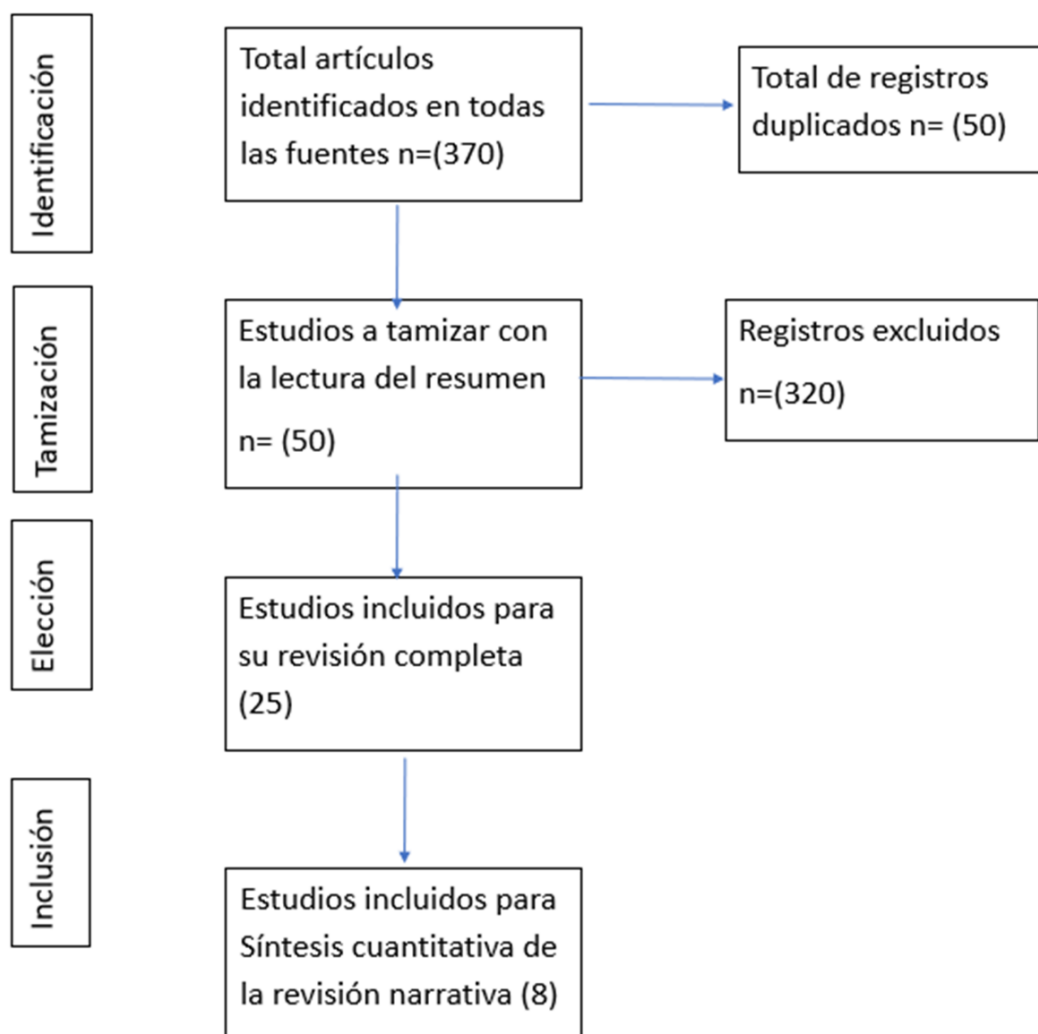 Identificación
Total artículos
identificados en todas
las fuentes n=(370)
Total de registros
duplicados n= (50)
Tamización
Estudios a tamizar con
la lectura del resumen
n= (50)
Registros excluidos
n=(320)
Elección
Estudios incluidos para
su revisión completa
(25)
Inclusión
Estudios incluidos para
Síntesis cuantitativa de
la revisión narrativa (8)